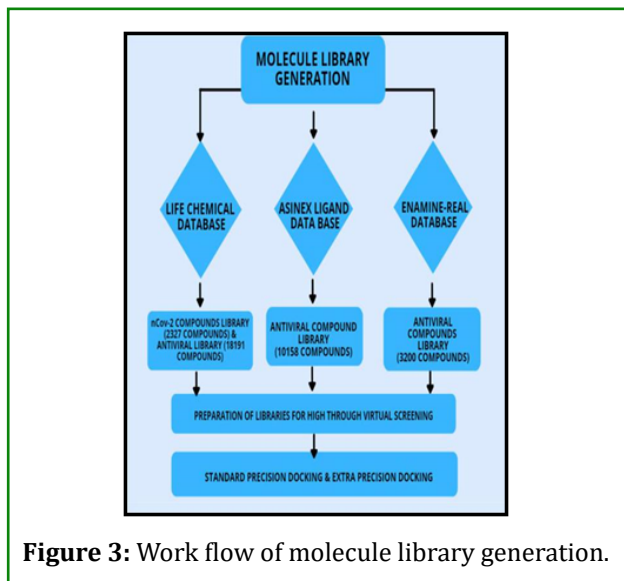 MOLECULE LIBRARY
GENERATION
LIFE CHEMICAL
DATABASE
ASINEX LIGAND
DATA BASE
ENAMINE-REAL
DATABASE
nCov-2 COMPOUNDS LIBRARY
(2327 COMPOUNDS) &
ANTIVIRAL LIBRARY (18191
COMPOUNDS)
ANTIVIRAL COMPOUND
LIBRARY
(10158 COMPOUNDS)
ANTIVIRAL
COMPOUNDS
LIBRARY
(3200 COMPOUNDS)
PREPARATION OF LIBRARIES FOR HIGH THROUGH VIRTUAL SCREENING
STANDARD PRECISION DOCKING & EXTRA PRECISION DOCKING
Figure 3: Work flow of molecule library generation.